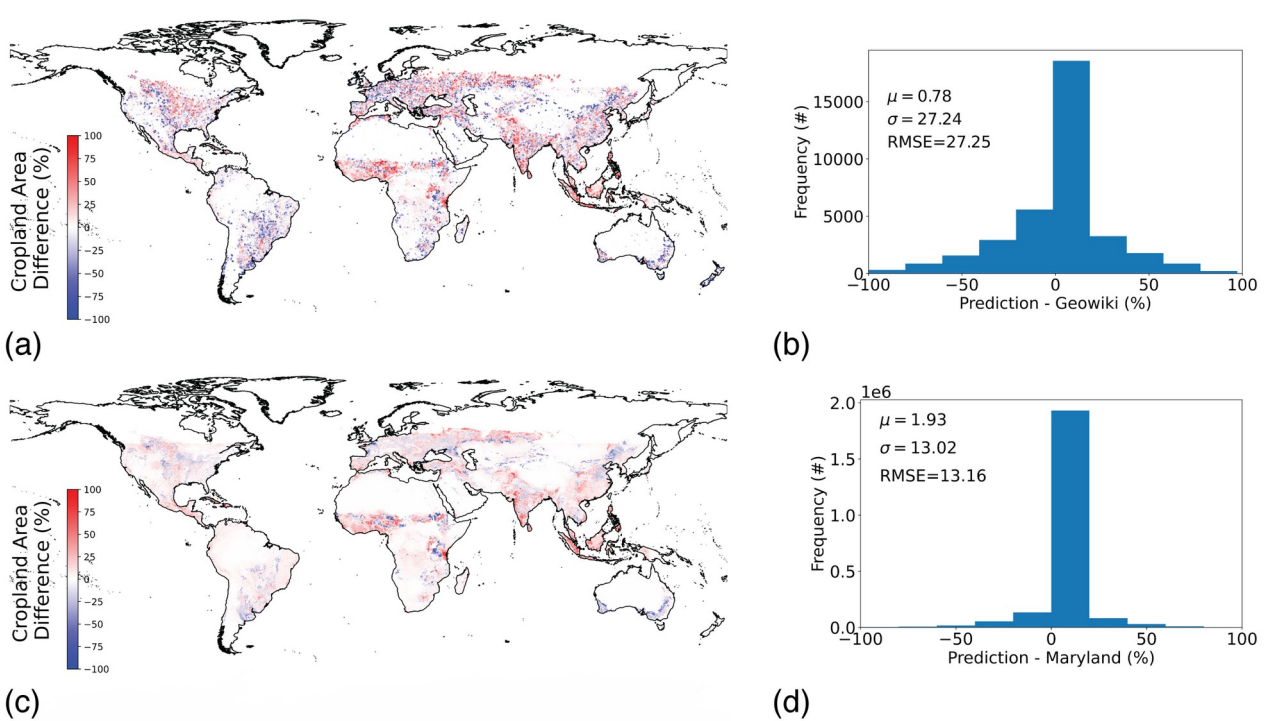 Cropland Area
Difference (%)
100
75
50
25
0
−25
−50
−75
−100
(a)
Frequency (#)
15000
10000
5000
0
μ = 0.78
σ = 27.24
RMSE=27.25
−100
−50
0
50
100
Prediction - Geowiki (%)
(b)
Cropland Area
Difference (%)
100
75
50
25
0
−25
−50
−75
−100
(c)
1e6
Frequency (#)
2.0
1.5
1.0
0.5
0.0
μ = 1.93
σ = 13.02
RMSE=13.16
−100
−50
0
50
100
Prediction - Maryland (%)
(d)